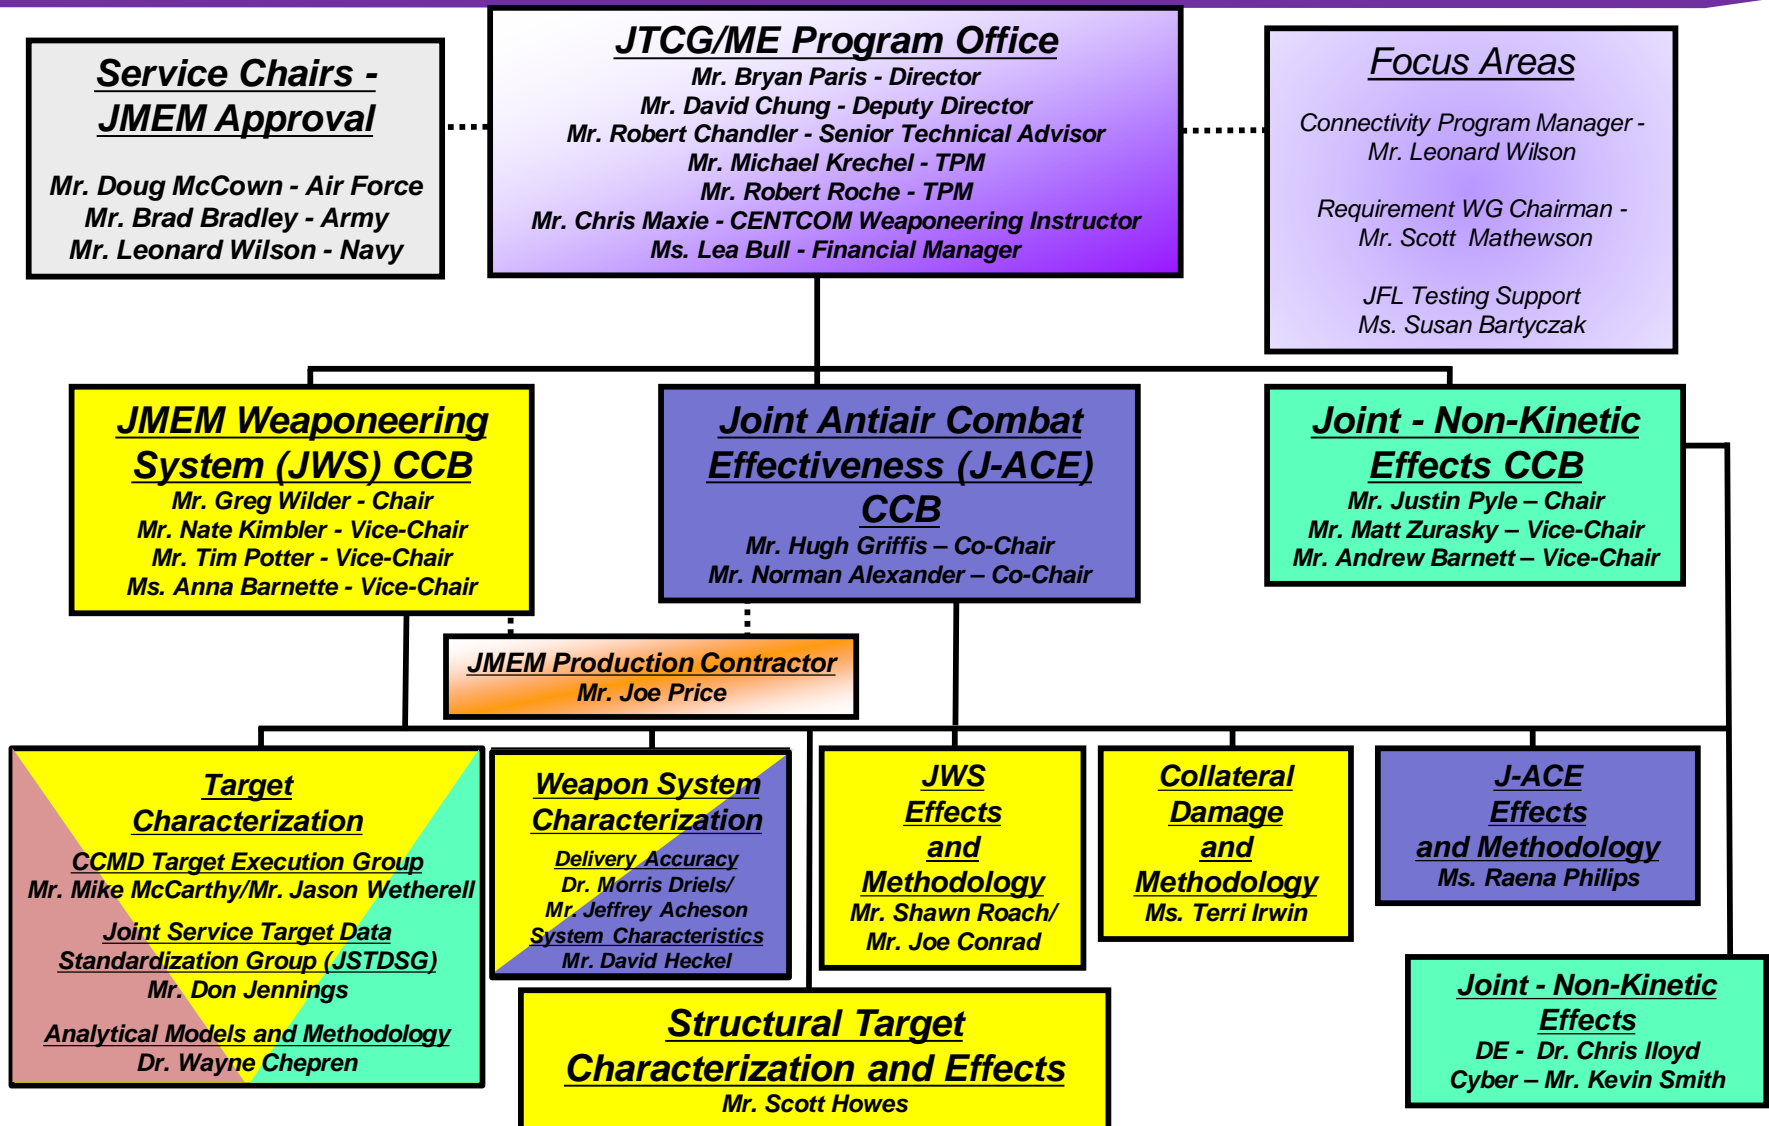 Service Chairs -
JMEM Approval
Mr. Doug McCown - Air Force
Mr. Brad Bradley - Army
Mr. Leonard Wilson - Navy
JTCG/ME Program Office
Mr. Bryan Paris - Director
Mr. David Chung - Deputy Director
Mr. Robert Chandler - Senior Technical Advisor
Mr. Michael Krechel - TPM
Mr. Robert Roche - TPM
Mr. Chris Maxie - CENTCOM Weaponeering Instructor
Ms. Lea Bull - Financial Manager
Focus Areas
Connectivity Program Manager -
Mr. Leonard Wilson
Requirement WG Chairman -
Mr. Scott Mathewson
JFL Testing Support
Ms. Susan Bartyczak
JMEM Weaponeering
System (JWS) CCB
Mr. Greg Wilder - Chair
Mr. Nate Kimbler - Vice-Chair
Mr. Tim Potter - Vice-Chair
Ms. Anna Barnette - Vice-Chair
Joint Antiair Combat
Effectiveness (J-ACE)
CCB
Mr. Hugh Griffis – Co-Chair
Mr. Norman Alexander – Co-Chair
Joint - Non-Kinetic
Effects CCB
Mr. Justin Pyle – Chair
Mr. Matt Zurasky – Vice-Chair
Mr. Andrew Barnett – Vice-Chair
JMEM Production Contractor
Mr. Joe Price
Target
Characterization
CCMD Target Execution Group
Mr. Mike McCarthy/Mr. Jason Wetherell
Joint Service Target Data
Standardization Group (JSTDSG)
Mr. Don Jennings
Analytical Models and Methodology
Dr. Wayne Chepren
Weapon System
Characterization
Delivery Accuracy
Dr. Morris Driels/
Mr. Jeffrey Acheson
System Characteristics
Mr. David Heckel
JWS
Effects
and
Methodology
Mr. Shawn Roach/
Mr. Joe Conrad
Collateral
Damage
and
Methodology
Ms. Terri Irwin
J-ACE
Effects
and Methodology
Ms. Raena Philips
Structural Target
Characterization and Effects
Mr. Scott Howes
Joint - Non-Kinetic
Effects
DE - Dr. Chris lloyd
Cyber – Mr. Kevin Smith